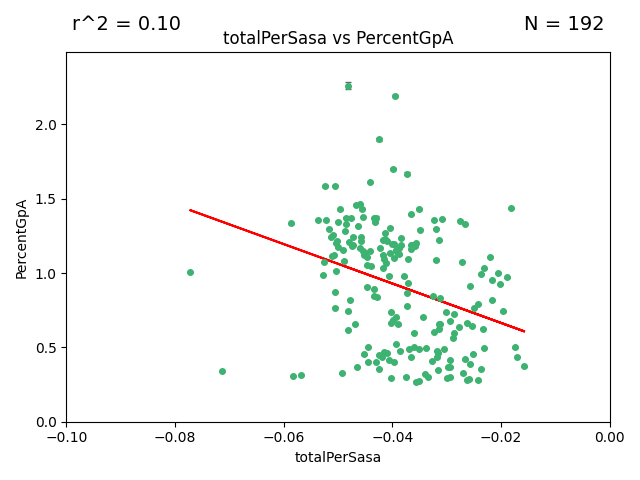 r^2 = 0.10
N = 192
totalPerSasa vs PercentGpA
PercentGpA
2.0
1.5
1.0
0.5
0.0
−0.10
−0.08
−0.06
−0.04
−0.02
0.00
totalPerSasa